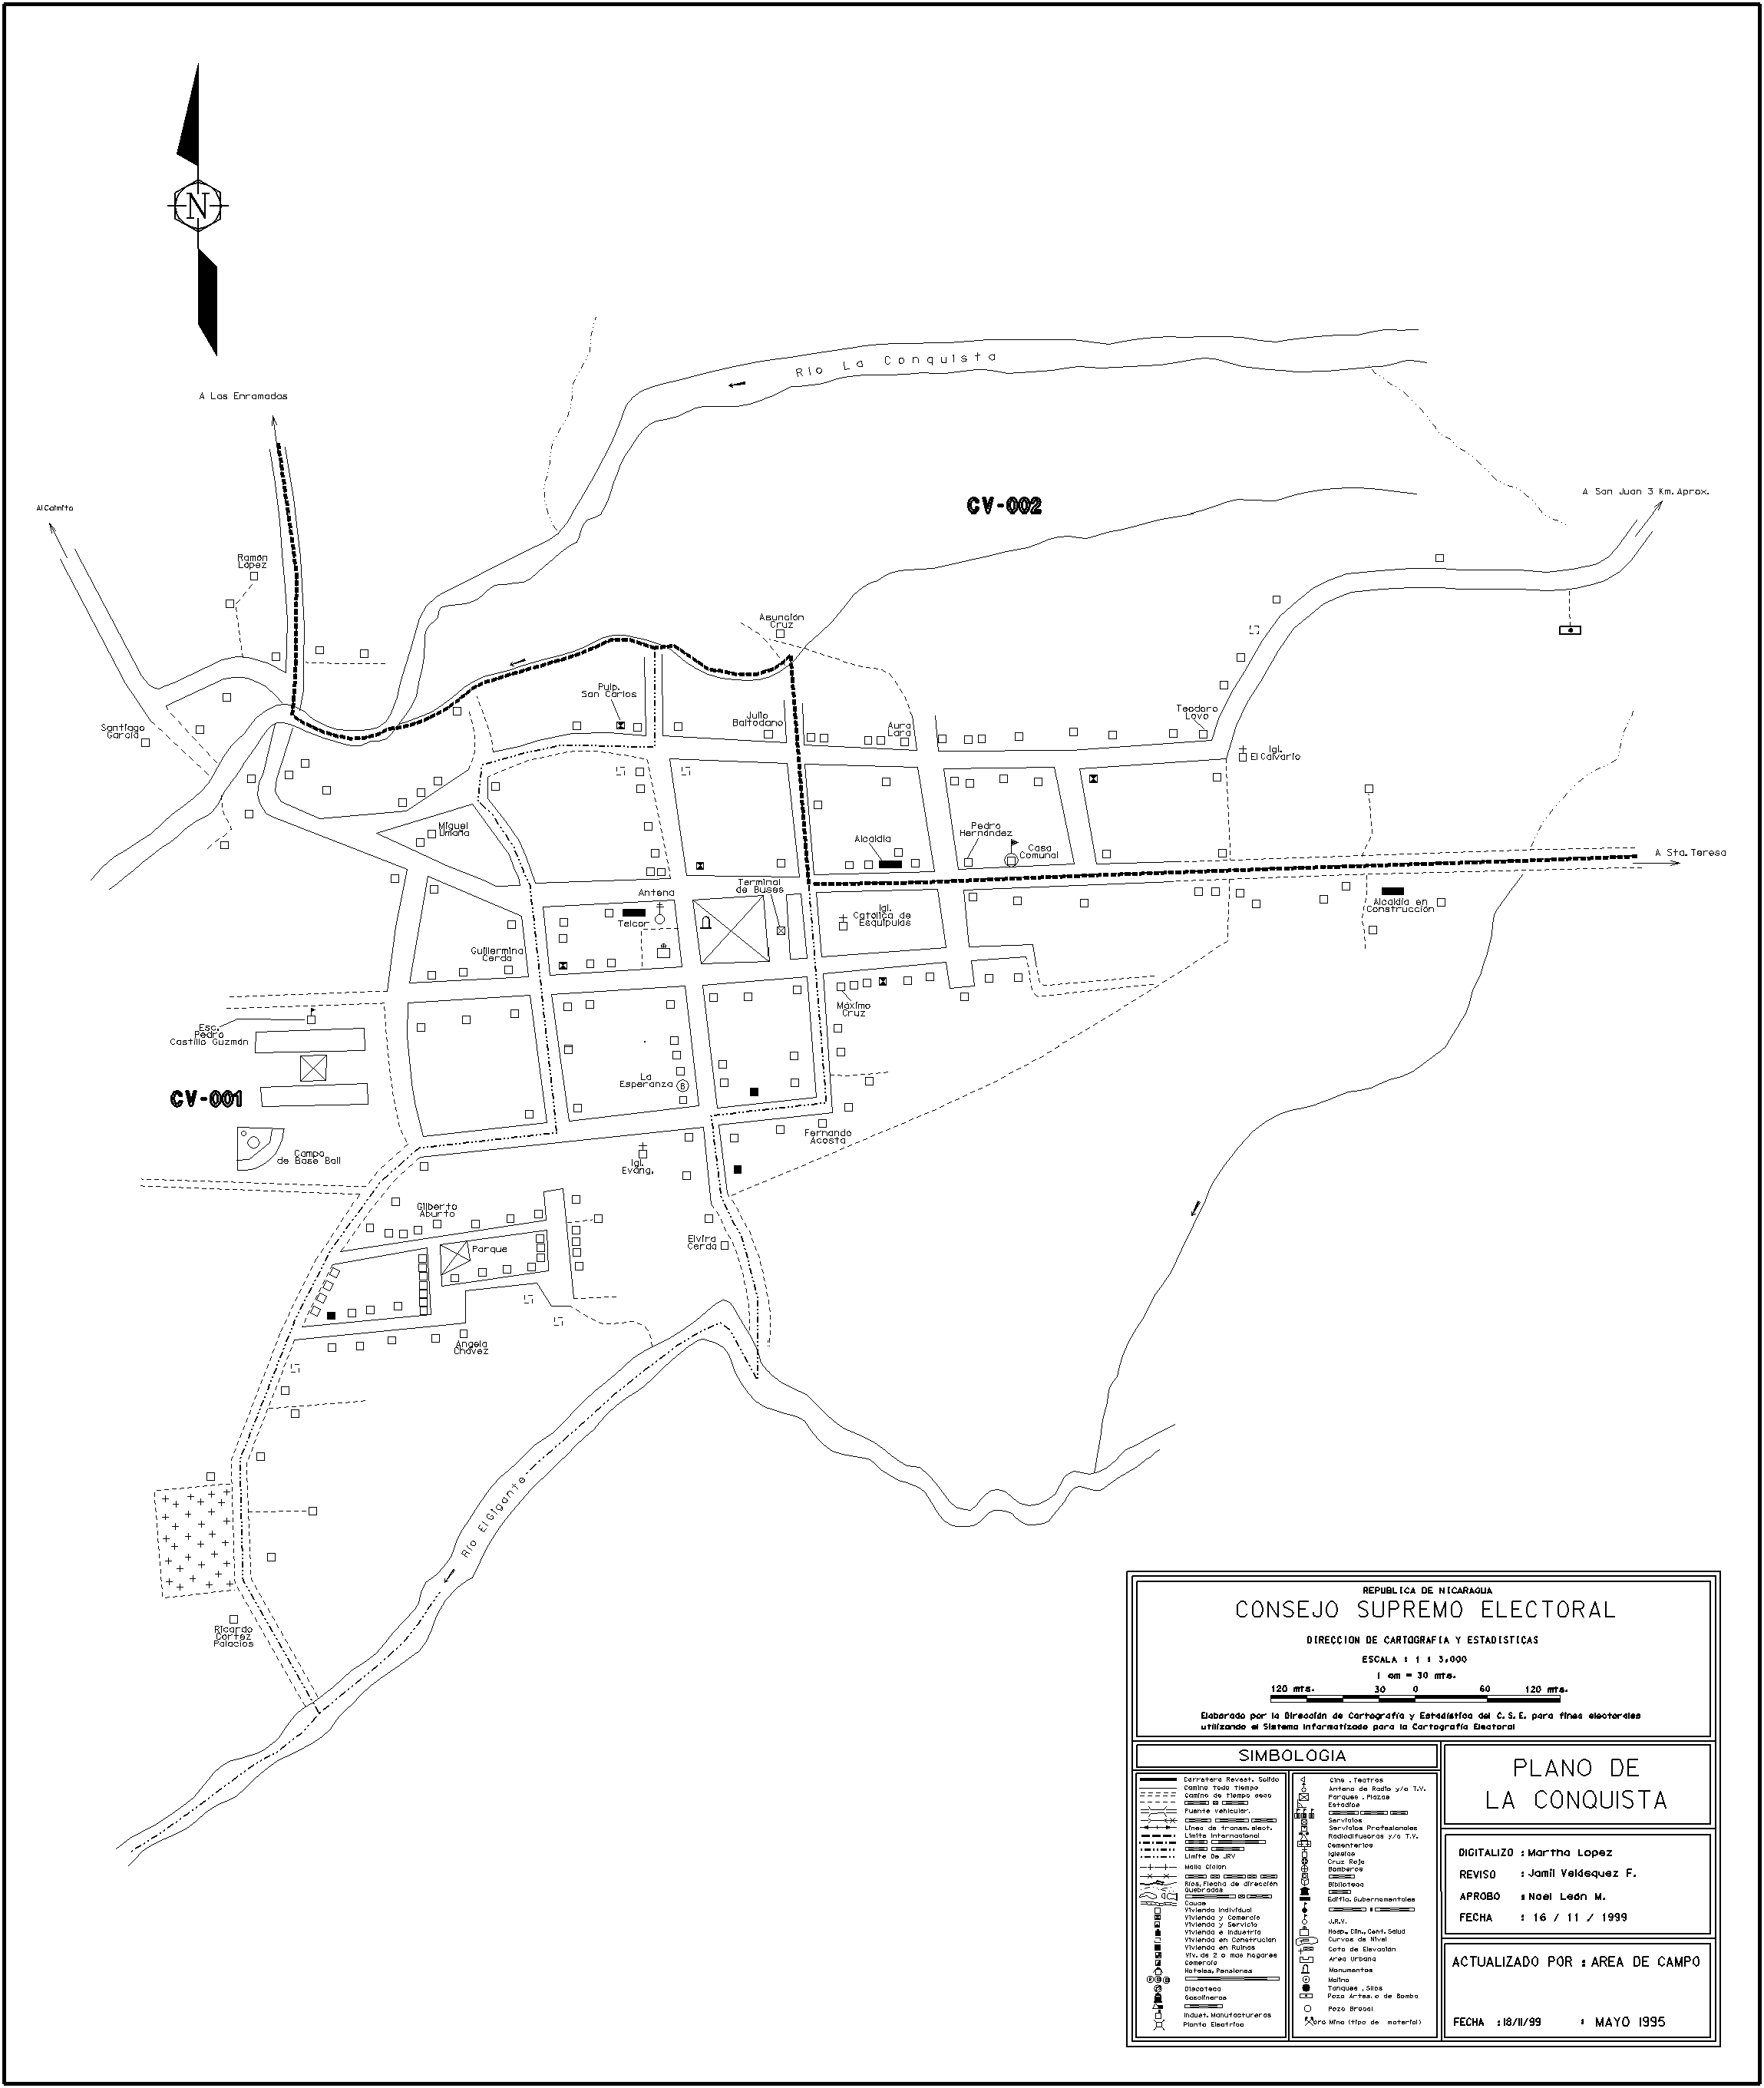 N
Río La Conquista
A Las Enramadas
CV-002
A San Juan 3 Km. Aprox.
Al Colmito
Ramón
López
Asunción
Cruz
Pulp.
San Carlos
Julio
Baltodano
Aura
Lara
Teodoro
Lovo
Santiago
García
Igl.
El Calvario
Miguel
Umaña
Alcaldía
Pedro
Hernández
Casa
Comunal
A Sta. Teresa
Terminal
de Buses
Antena
Telcor
Igl.
Católica de
Esquipulas
Alcaldía en
Construcción
Guillermina
Cerda
Máximo
Cruz
Esc.
Pedro
Castillo Guzmán
La
Esperanza
B
CV-001
Fernando
Acosta
Campo
de Base Ball
Igl.
Evang.
Gilberto
Aburto
Parque
Elvira
Cerda
Angela
Chávez
Río El Gigante
Ricardo
Cortez
Palacios
REPUBLICA DE NICARAGUA
CONSEJO SUPREMO ELECTORAL
DIRECCION DE CARTOGRAFIA Y ESTADISTICAS
ESCALA : 1 : 3,000
1 cm = 30 mts.
120 mts. 30 0 60 120 mts.
Elaborado por la Dirección de Cartografía y Estadística del C.S.E. para fines electorales
utilizando el Sistema Informatizado para la Cartografía Electoral
SIMBOLOGIA
Carretera Revest. Solido
Camino Todo Tiempo
Camino de tiempo seco
Puente Vehicular.
Línea de transm. elect.
Límite Internacional
Limite De JRV
Malla Ciclon
Ríos, Flecha de dirección
Quebradas
Cauce
Vivienda Individual
Vivienda y Comercio
Vivienda y Servicio
Vivienda e Industria
Vivienda en Construcion
Vivienda en Ruinas
Viv. de 2 o más hogares
Comercio
Hoteles, Pensiones
Discoteca
Gasolineras
Indust. Manufactureras
Planta Electrica
Cine , Teatros
Antena de Radio y/o T.V.
Parques , Plazas
Estadios
Servicios
Servicios Profesionales
Radiodifusoras y/o T.V.
Cementerios
Iglesias
Cruz Roja
Bomberos
Biblioteca
Edific. Gubernamentales
J.R.V.
Hosp., Clin., Cent. Salud
Curvas de Nivel
Cota de Elevación
Area Urbana
Monumentos
Molino
Tanques , Silos
Pozo Artes. o de Bomba
Pozo Brocal
Mina (tipo de material)
PLANO DE
LA CONQUISTA
DIGITALIZO : Martha Lopez
REVISO : Jamil Velásquez F.
APROBO : Noel León M.
FECHA : 16 / 11 / 1999
ACTUALIZADO POR : AREA DE CAMPO
FECHA :18/11/99 : MAYO 1995